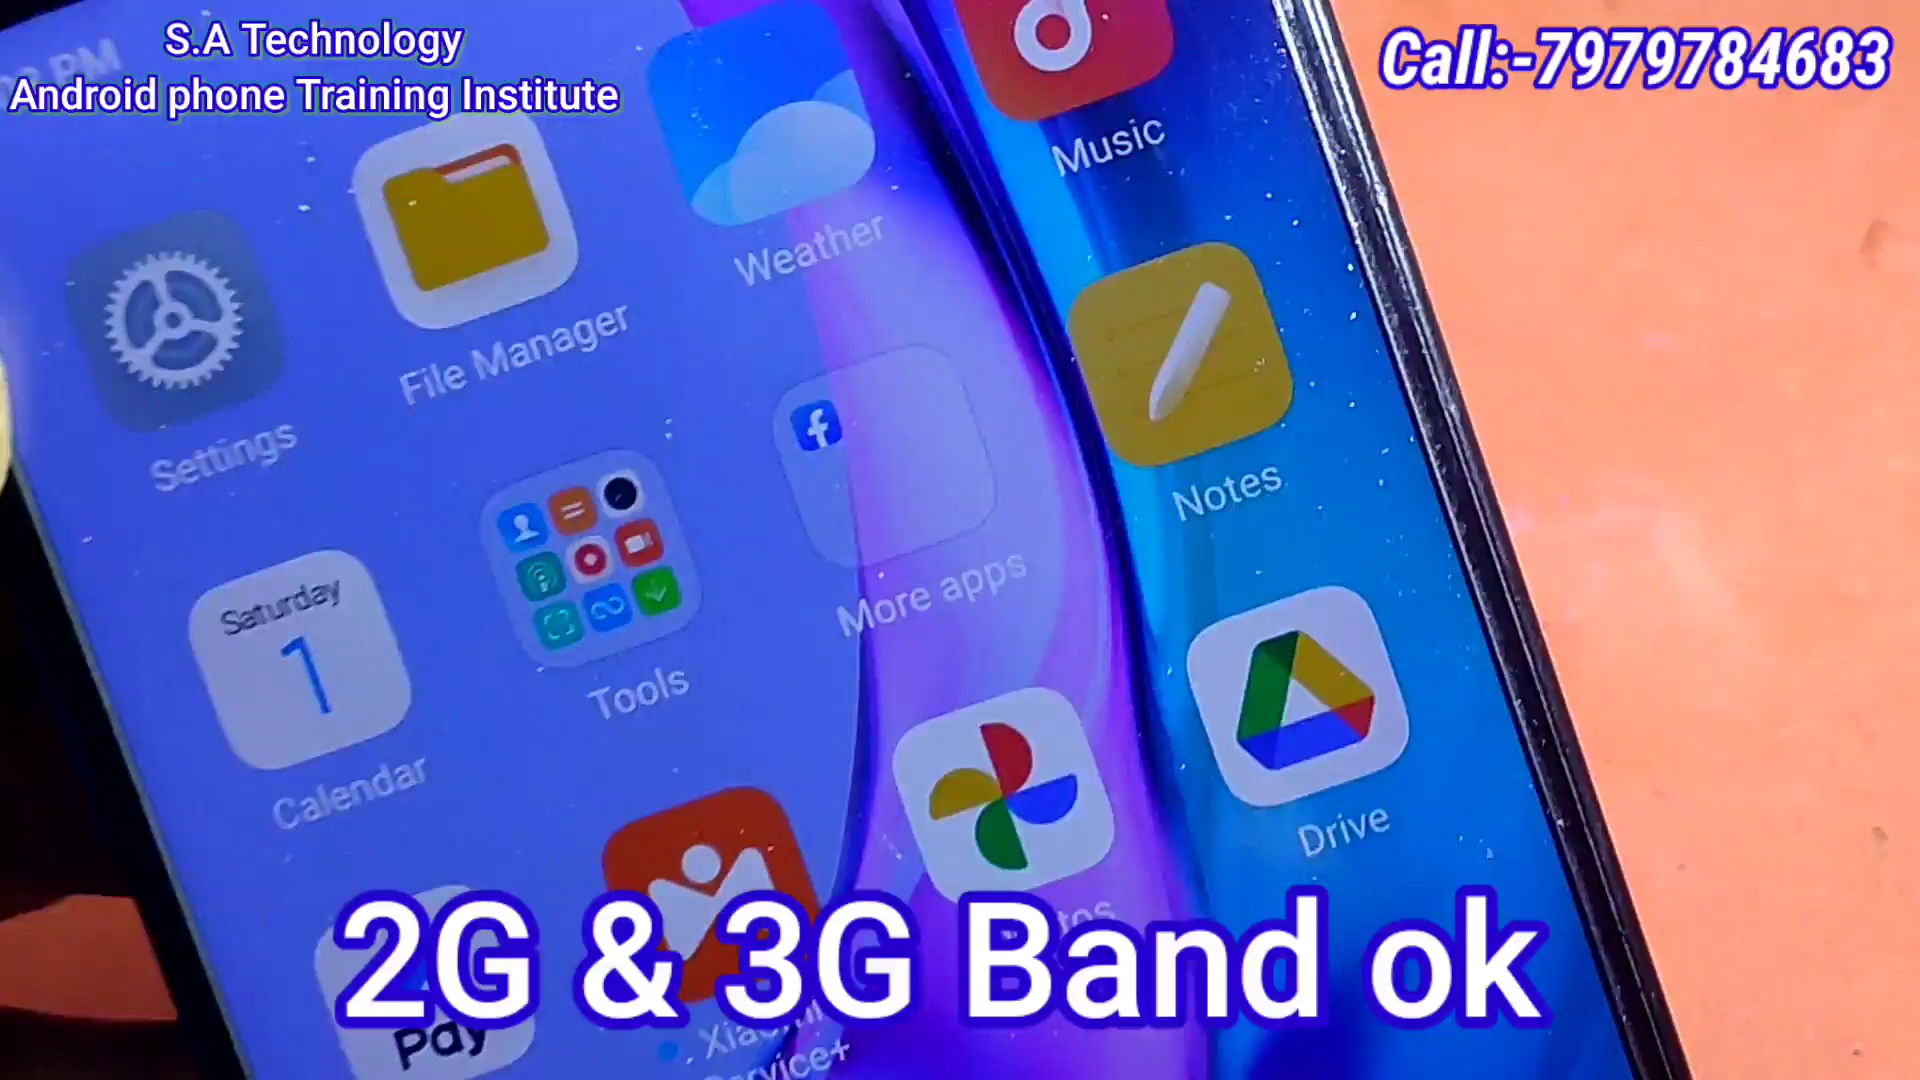 S.A Technology
Android phone Training Institute
Call:-7979784683
PM
Music
Weather
File Manager
Settings
Notes
More apps
Tools
Saturday
1
Calendar
Drive
2G & 3G Band ok
Pay